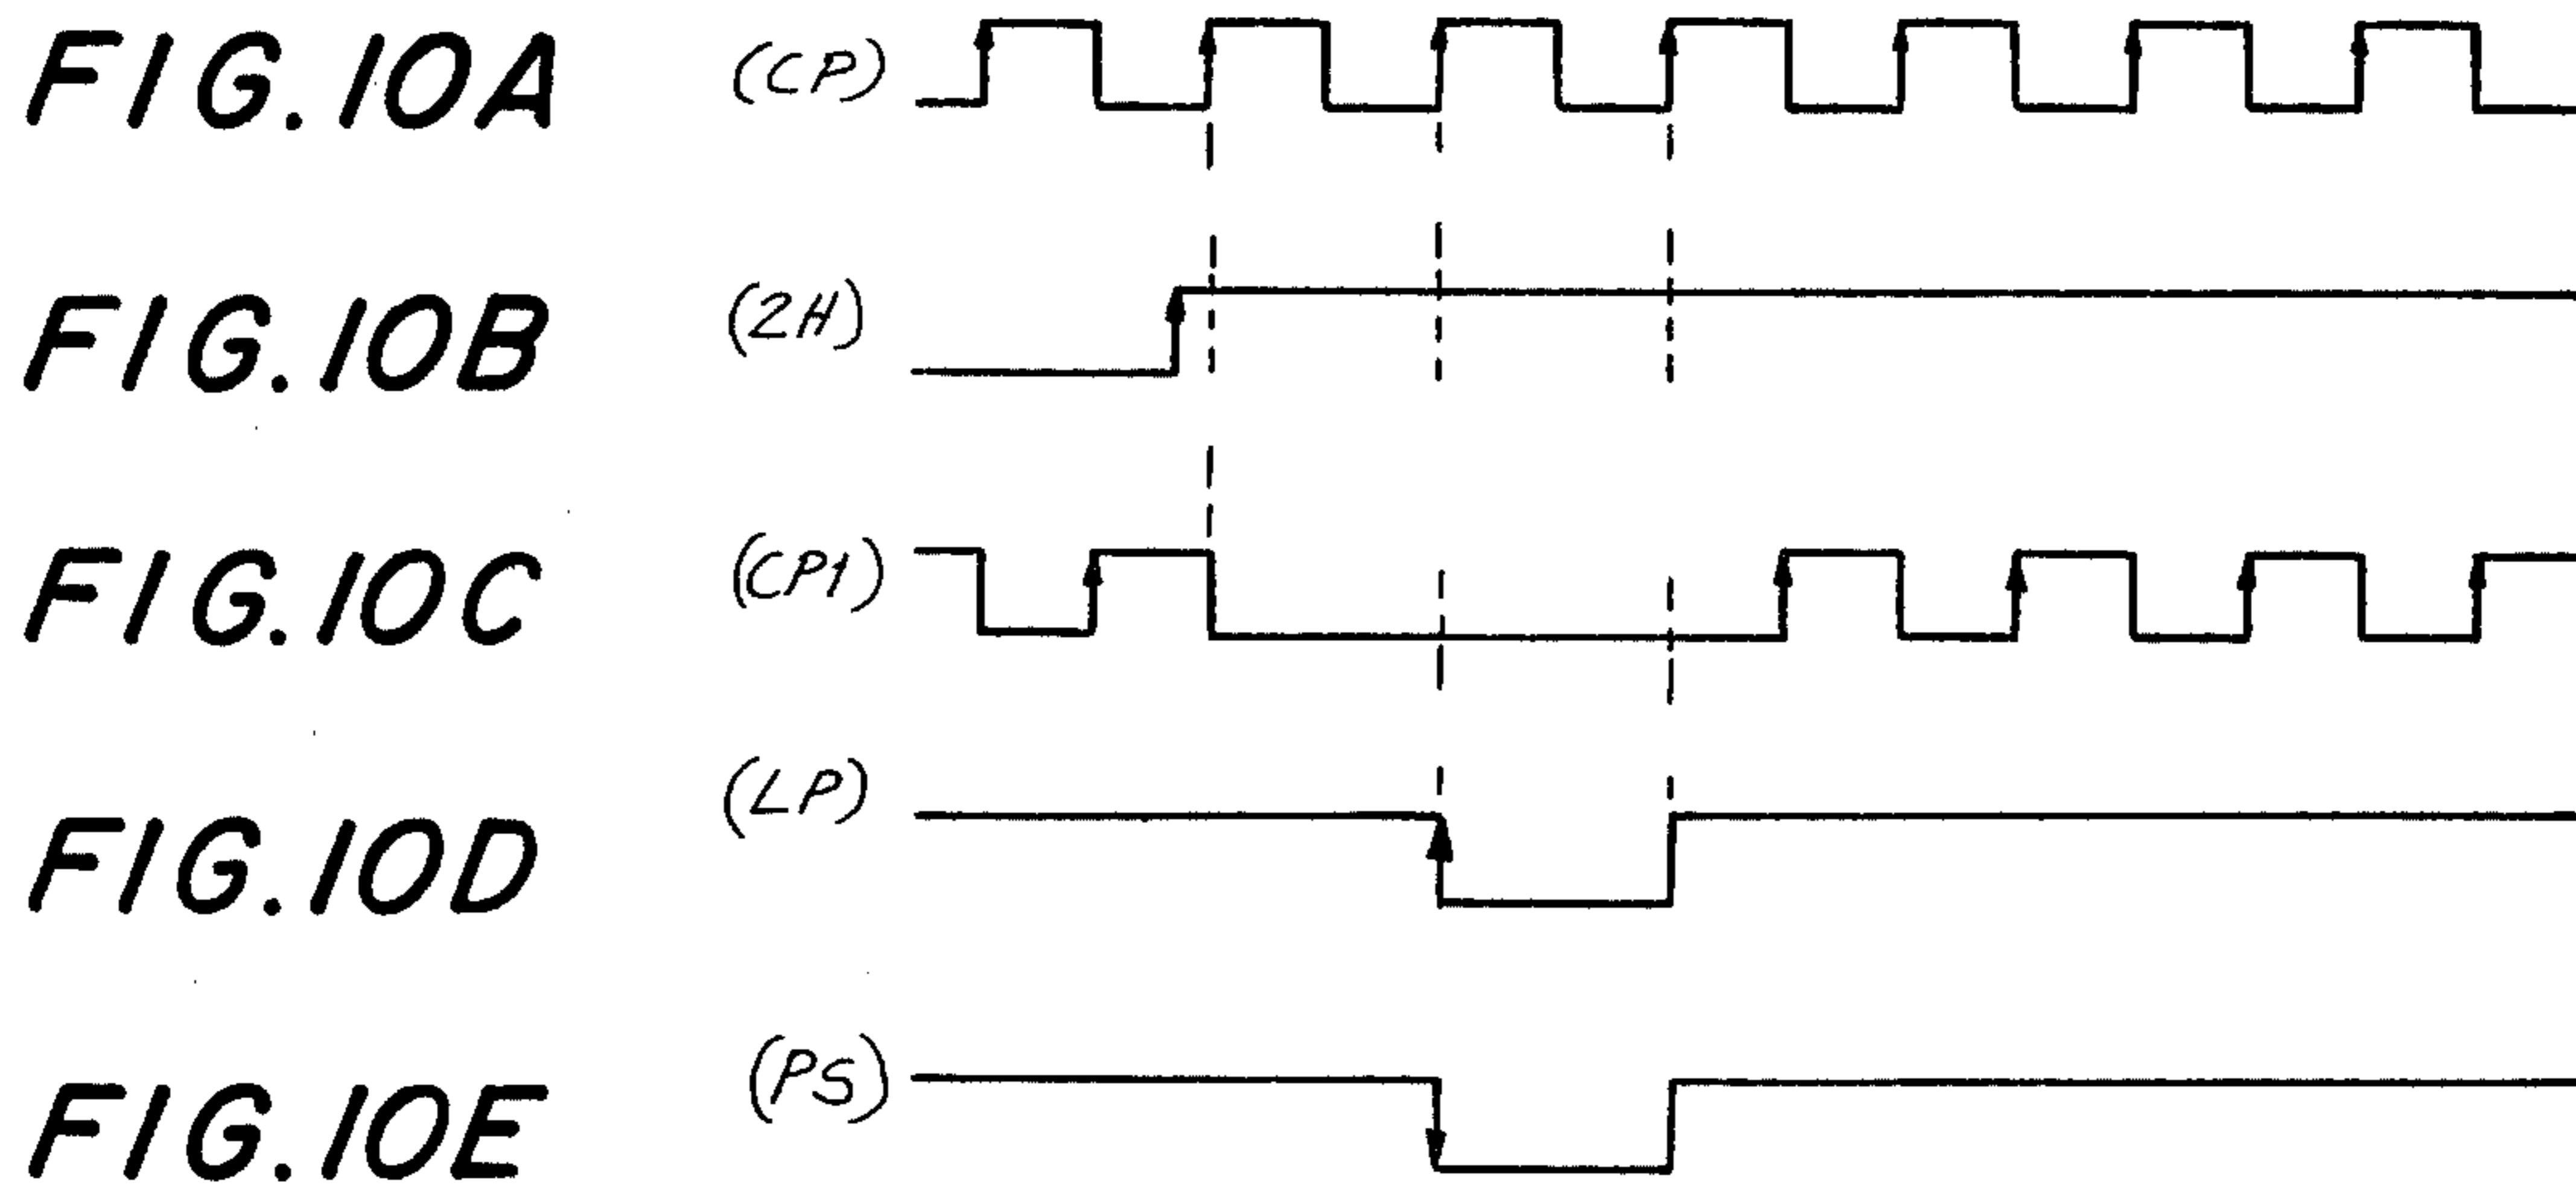 FIG.10A (CP)
FIG.10B (2H)
FIG.10C (CP1)
FIG.10D (LP)
FIG.10E (PS)